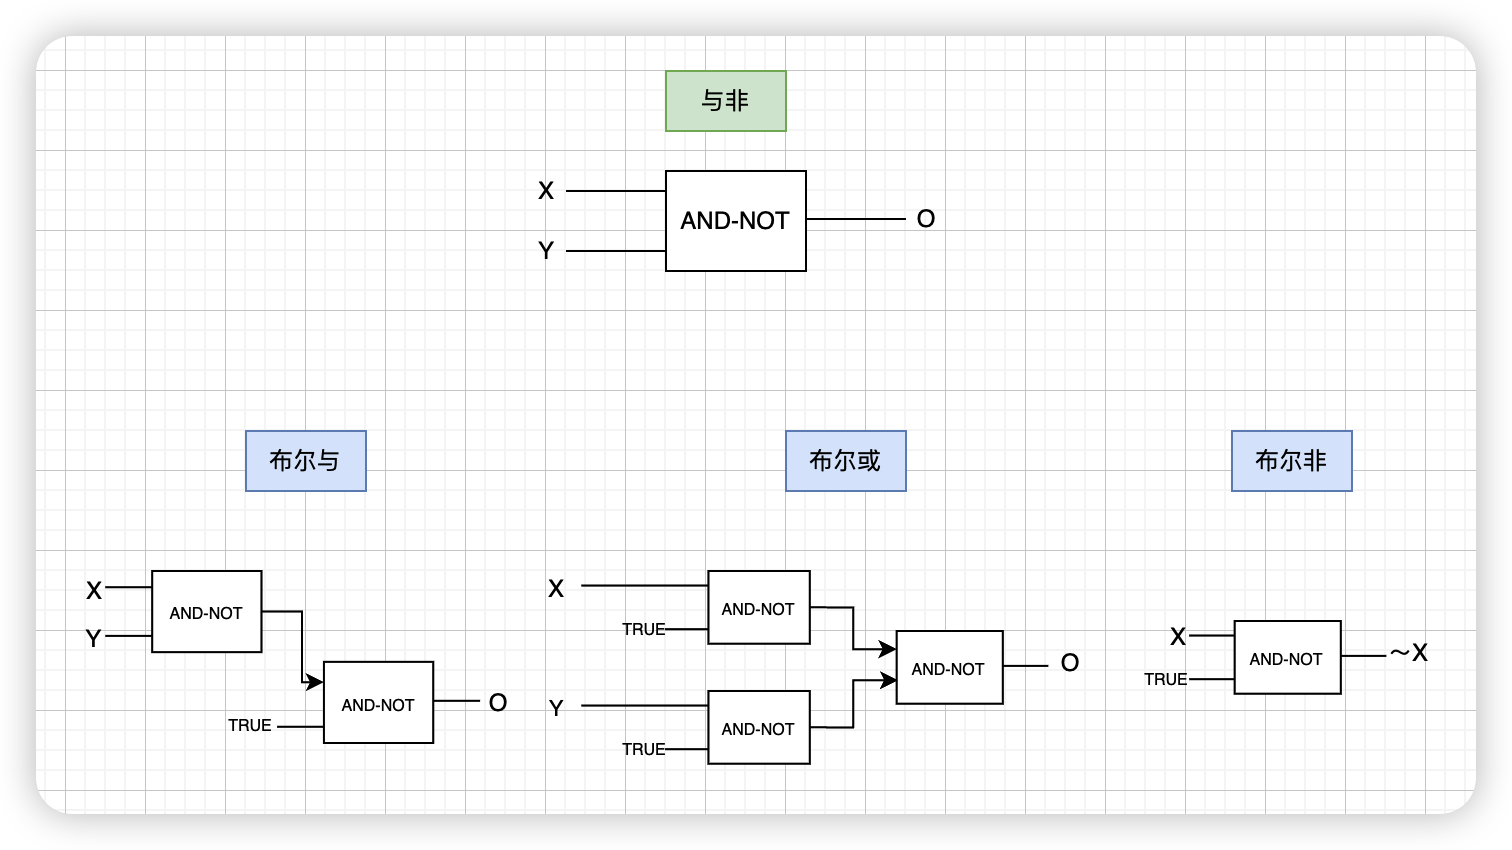 与非
X
AND-NOT
O
Y
布尔与
布尔或
布尔非
X
Y
AND-NOT
TRUE
AND-NOT
O
X
TRUE
AND-NOT
Y
TRUE
AND-NOT
AND-NOT
O
X
TRUE
AND-NOT
~X